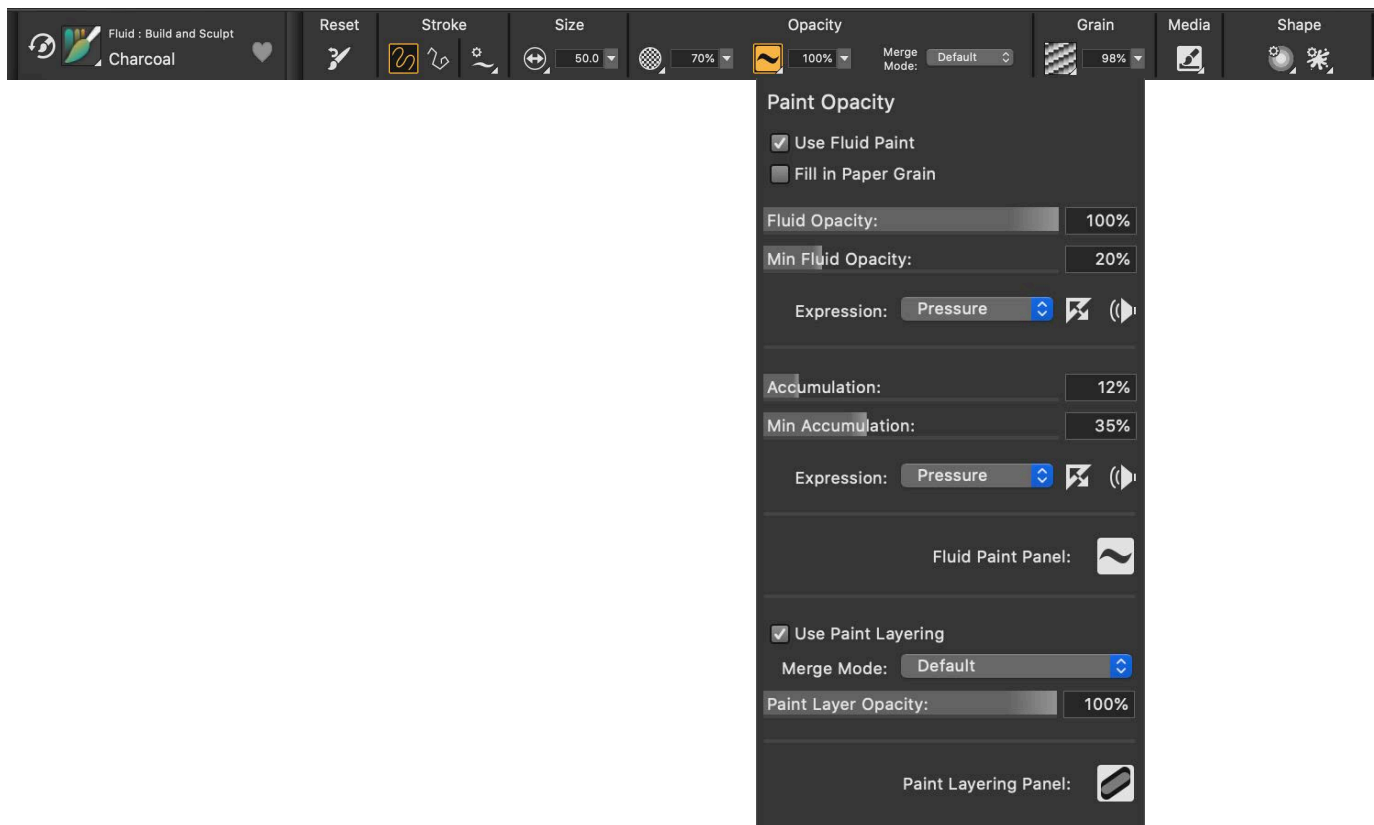 Reset Stroke Size Opacity Grain Media Shape
Fluid : Build and Sculpt
Charcoal
50.0 70% 100% Merge Mode: Default 98%
Paint Opacity
Use Fluid Paint
Fill in Paper Grain
Fluid Opacity: 100%
Min Fluid Opacity: 20%
Expression: Pressure
Accumulation: 12%
Min Accumulation: 35%
Expression: Pressure
Fluid Paint Panel:
Use Paint Layering
Merge Mode: Default
Paint Layer Opacity: 100%
Paint Layering Panel: